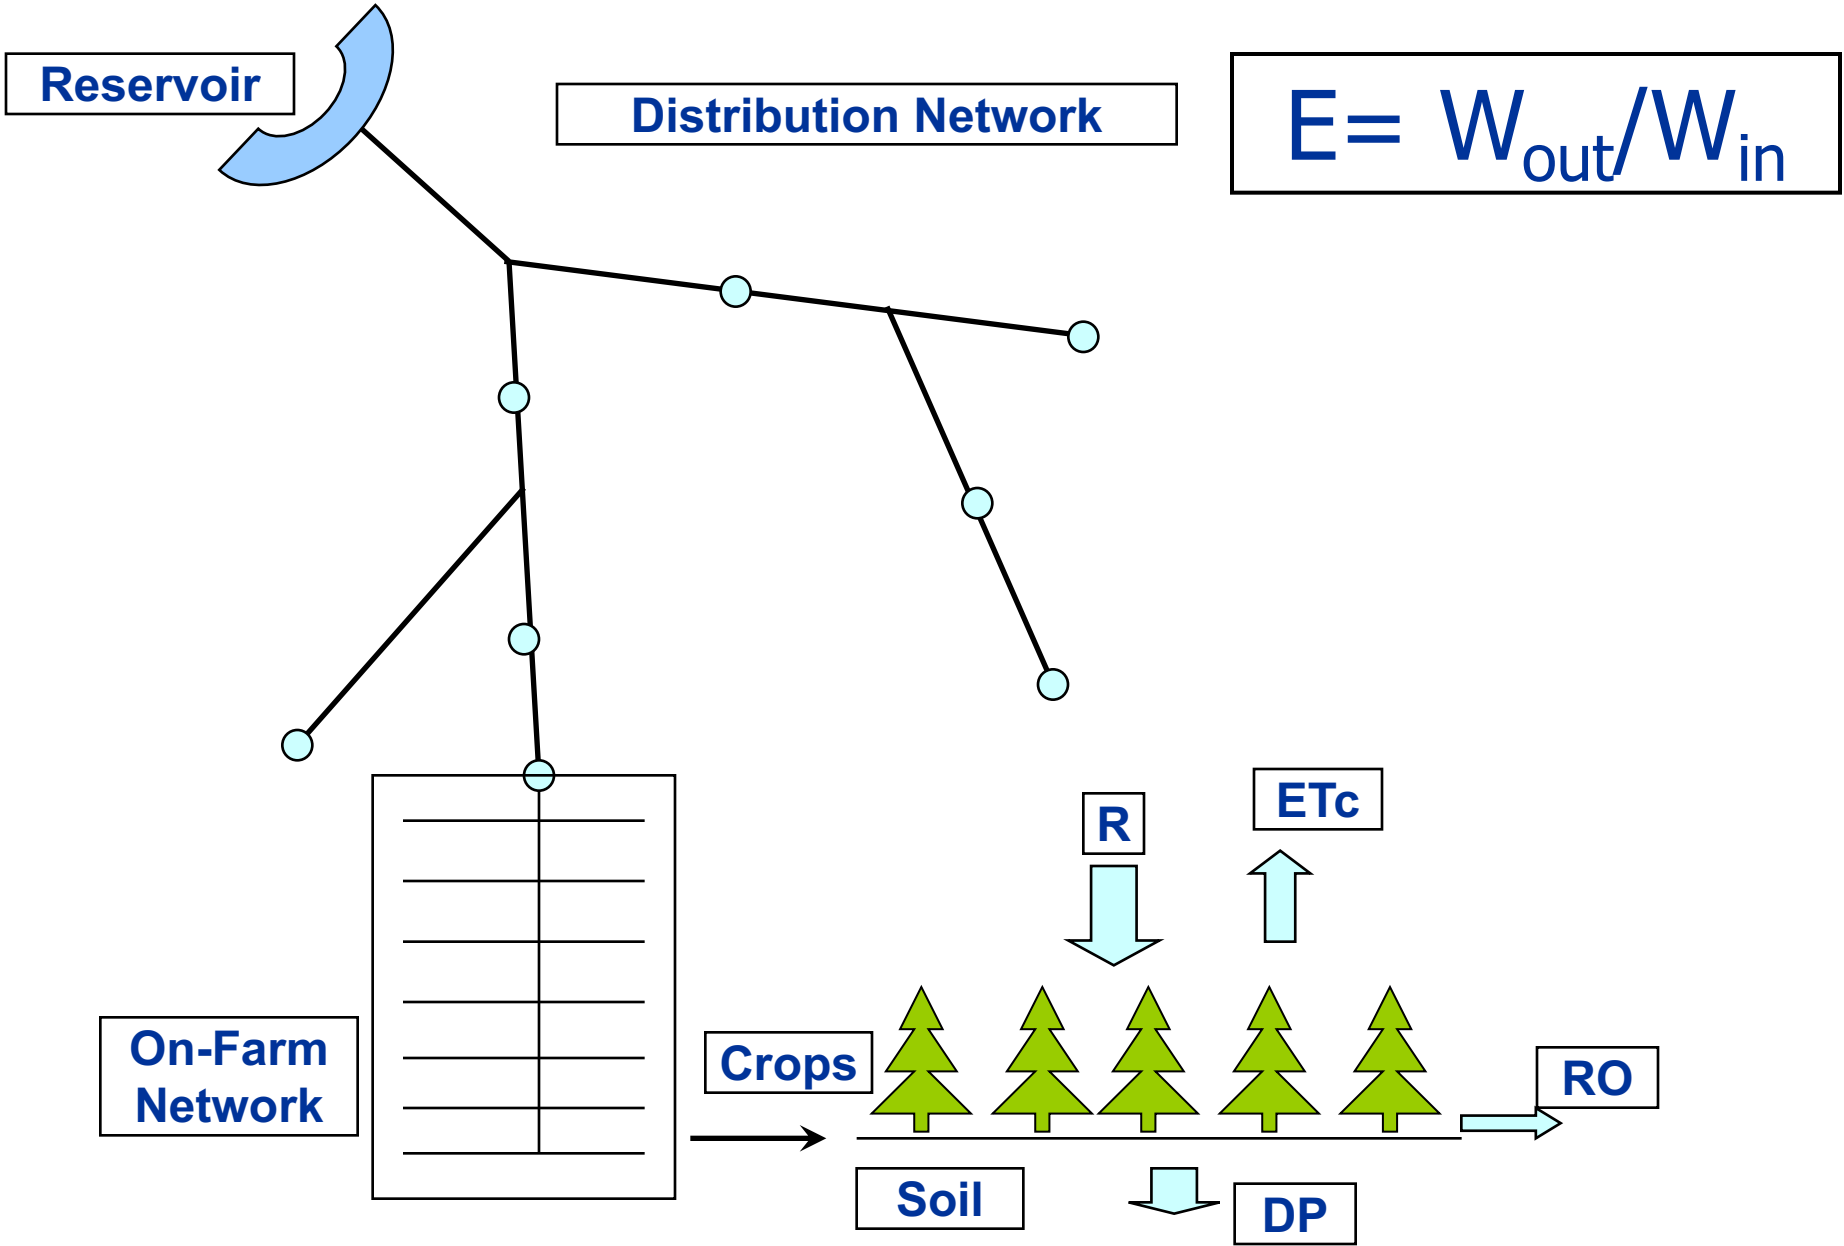 Reservoir
Distribution Network
E= Wout/Win
R
ETc
On-Farm
Network
Crops
RO
Soil
DP